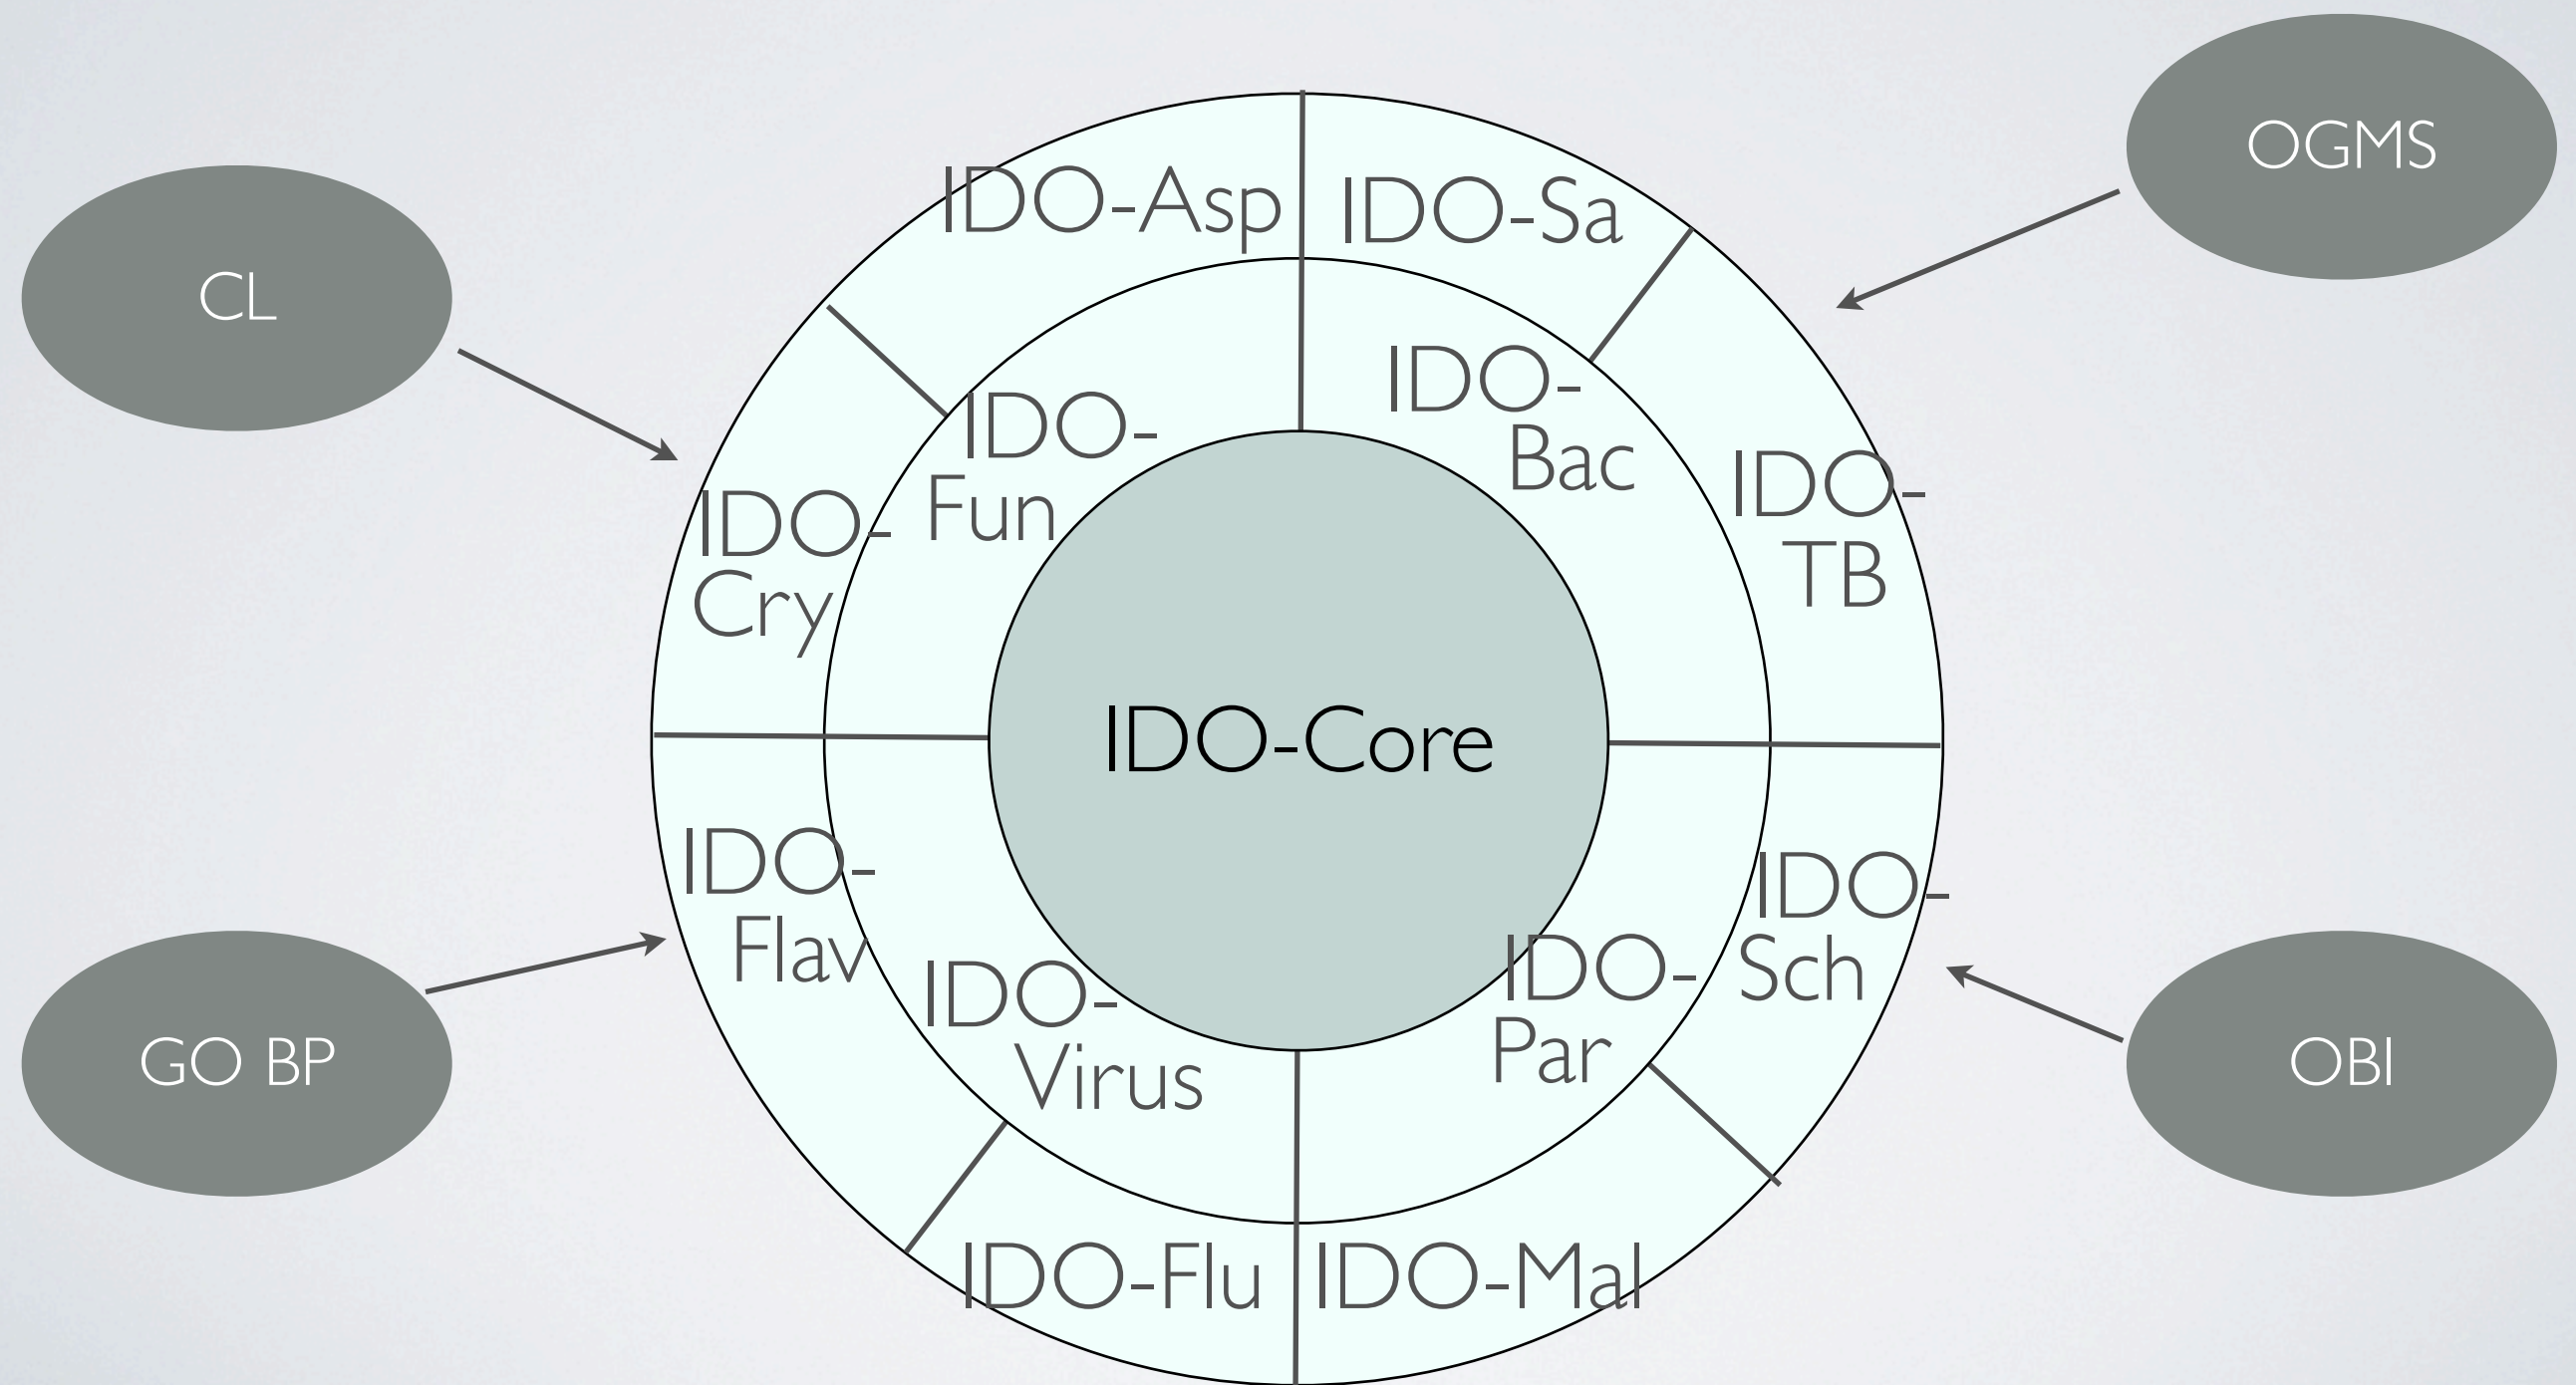 OGMS
CL
IDO-Asp
IDO-Sa
IDO-
Bac
IDO-
Fun
IDO-
TB
IDO-
Cry
IDO-Core
IDO-
Flav
IDO-
Sch
IDO-
Virus
IDO-
Par
GO BP
OBI
IDO-Flu
IDO-Mal